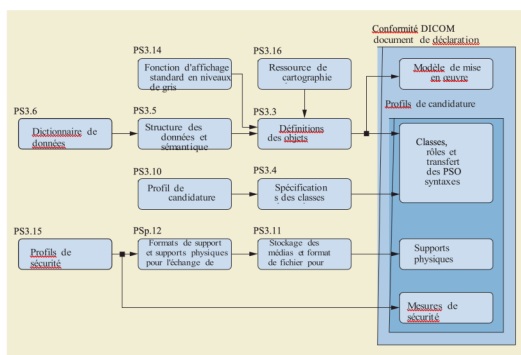 Conformité DICOM
document de déclaration
PS3.14
Fonction d'affichage
standard en niveaux
de gris
PS3.16
Ressource de
cartographie
Modèle de mise
en œuvre
Profils de candidature
PS3.6
Dictionnaire de
données
PS3.5
Structure des
données et
sémantique
PS3.3
Définitions
des objets
Classes,
rôles et
transfert
des PSO
syntaxes
PS3.10
Profil de
candidature
PS3.4
Spécification
s des classes
PS3.15
Profils de
sécurité
PSp.12
Formats de support
et supports physiques
pour l'échange de
PS3.11
Stockage des
médias et format
de fichier pour
Supports
physiques
Mesures de
sécurité